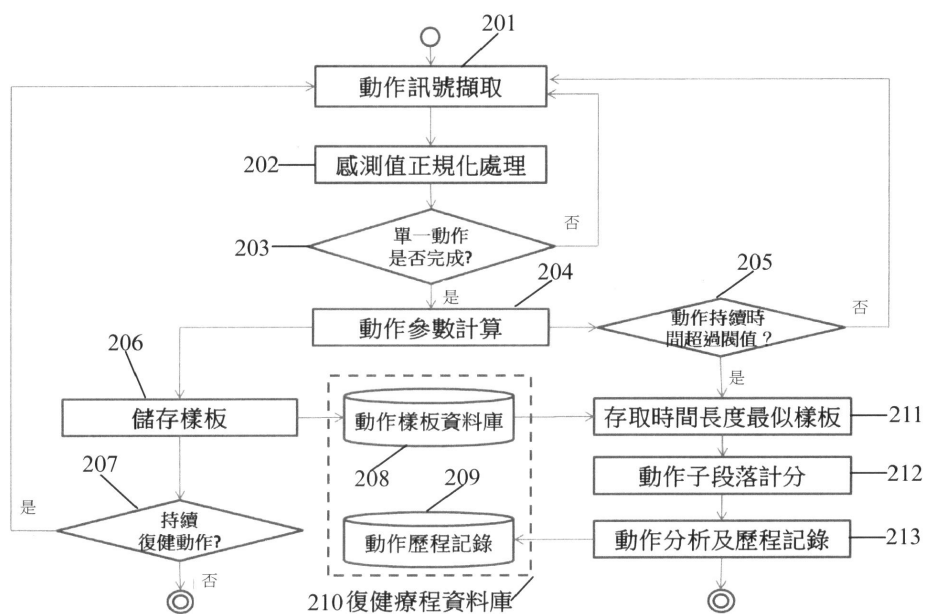 201
動作訊號擷取
202
感測值正規化處理
203
單一動作
是否完成?
否
是
204
動作參數計算
205
動作持續時
間超過閥值？
否
是
206
儲存樣板
動作樣板資料庫
208
存取時間長度最似樣板
211
動作子段落計分
212
207
是
持續
復健動作?
否
209
動作歷程記錄
動作分析及歷程記錄
213
210復健療程資料庫